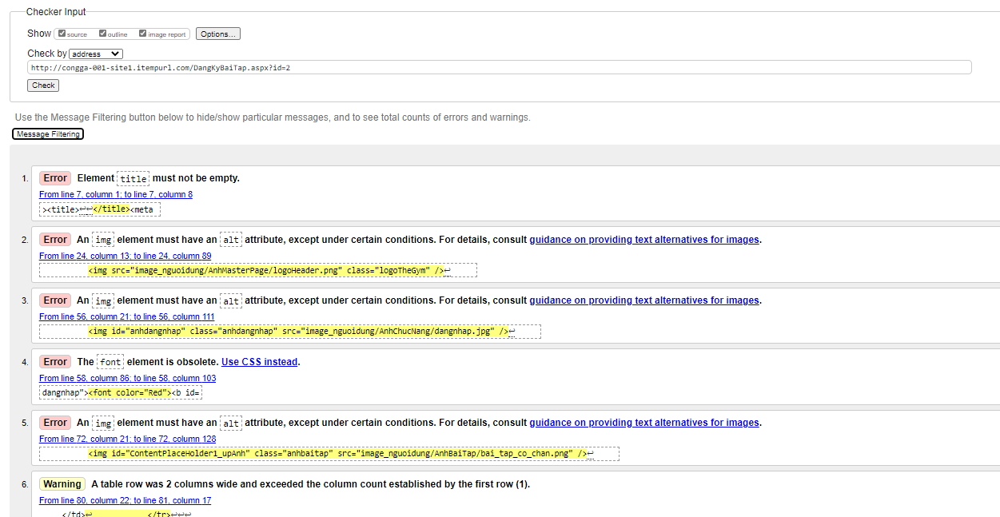 Checker Input
Show source outline image report Options...
Check by address
http://congga-001-site1.itempurl.com/DangKyBaiTap.aspx?id=2
Check
Use the Message Filtering button below to hide/show particular messages, and to see total counts of errors and warnings.
Message Filtering
1. Error Element title must not be empty.
From line 7, column 1; to line 7, column 8
><title>↩↩</title><meta
2. Error An img element must have an alt attribute, except under certain conditions. For details, consult guidance on providing text alternatives for images.
From line 24, column 13; to line 24, column 89
<img src="image_nguoidung/AnhMasterPage/logoHeader.png" class="logoTheGym" />↩
3. Error An img element must have an alt attribute, except under certain conditions. For details, consult guidance on providing text alternatives for images.
From line 56, column 21; to line 56, column 111
<img id="anhdangnhap" class="anhdangnhap" src="image_nguoidung/AnhChucNang/dangnhap.jpg" />↩
4. Error The font element is obsolete. Use CSS instead.
From line 58, column 86; to line 58, column 103
dangnhap"><font color="Red"><b id=
5. Error An img element must have an alt attribute, except under certain conditions. For details, consult guidance on providing text alternatives for images.
From line 72, column 21; to line 72, column 128
<img id="ContentPlaceHolder1_upAnh" class="anhbaitap" src="image_nguoidung/AnhBaiTap/bai_tap_co_chan.png" />↩
6. Warning A table row was 2 columns wide and exceeded the column count established by the first row (1).
From line 80, column 22; to line 81, column 17
</td>↩ </tr>↩↩↩